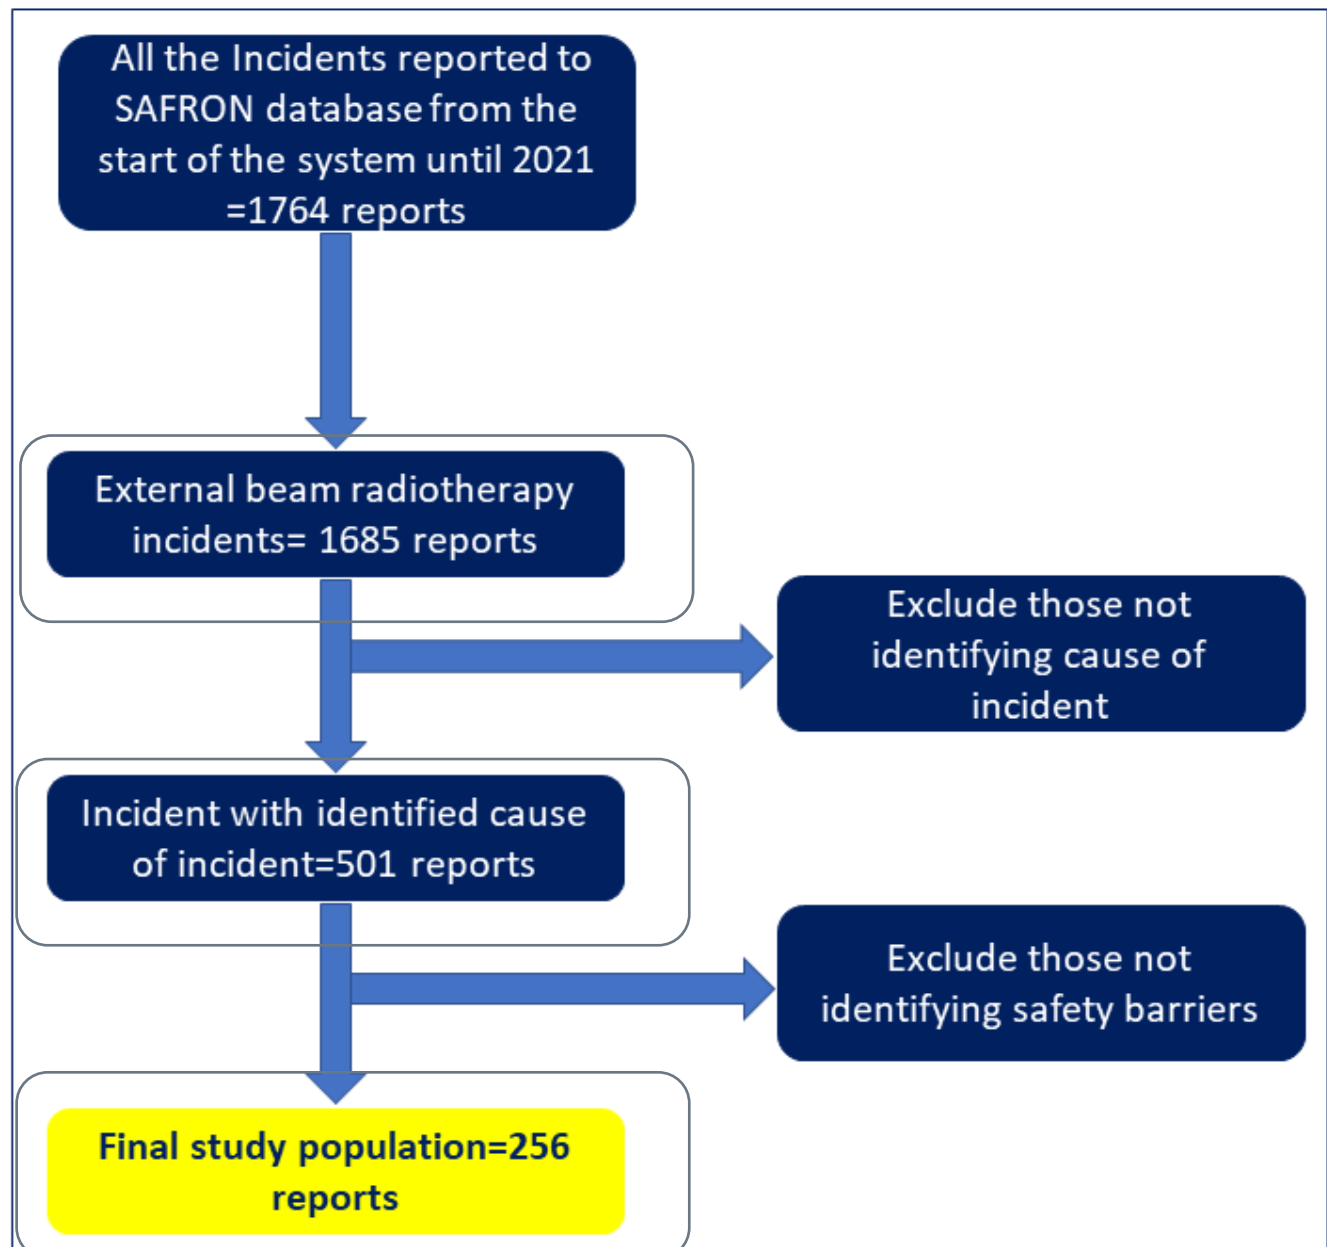 All the Incidents reported to
SAFRON database from the
start of the system until 2021
=1764 reports
External beam radiotherapy
incidents= 1685 reports
Exclude those not
identifying cause of
incident
Incident with identified cause
of incident=501 reports
Exclude those not
identifying safety barriers
Final study population=256
reports